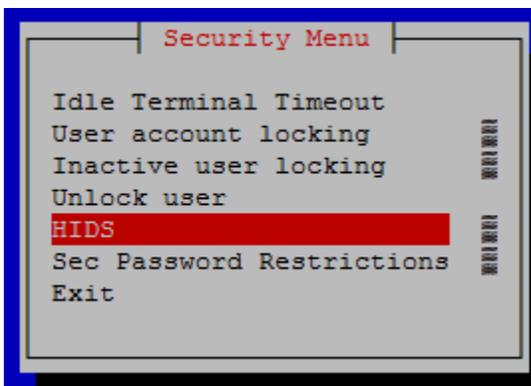 Security Menu
Idle Terminal Timeout
User account locking
Inactive user locking
Unlock user
HIDS
Sec Password Restrictions
Exit